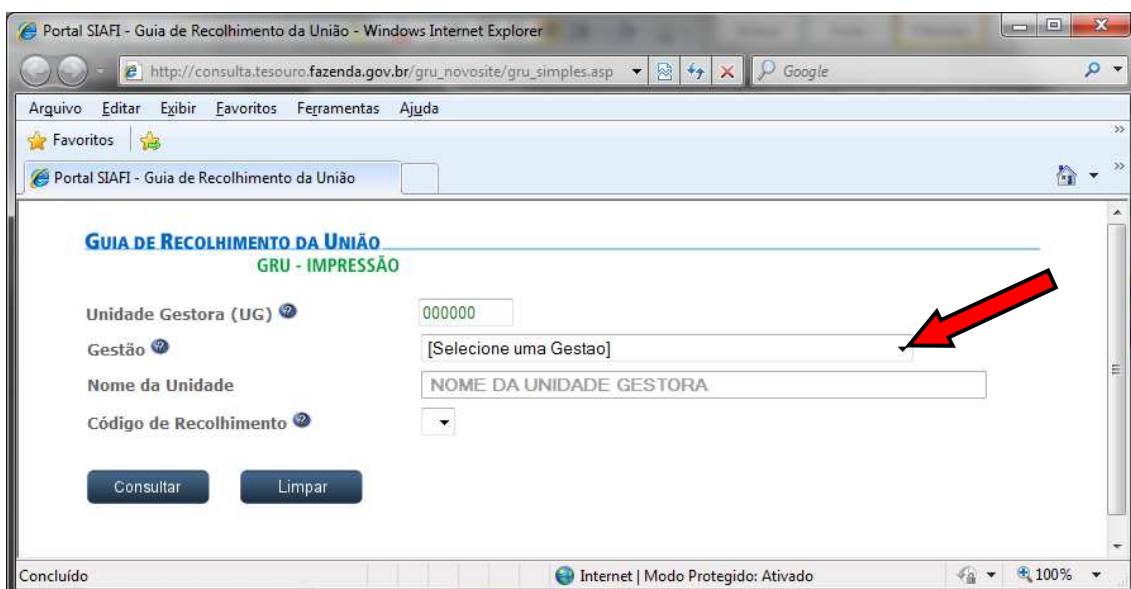 Portal SIAFI - Guia de Recolhimento da União - Windows Internet Explorer
http://consulta.tesouro.fazenda.gov.br/gru_novosite/gru_simples.asp Google
Arquivo Editar Exibir Favoritos Ferramentas Ajuda
Favoritos
Portal SIAFI - Guia de Recolhimento da União
GUIA DE RECOLHIMENTO DA UNIÃO
GRU - IMPRESSÃO
Unidade Gestora (UG) 000000
Gestão [Selecione uma Gestao]
Nome da Unidade NOME DA UNIDADE GESTORA
Código de Recolhimento
Consultar Limpar
Concluído Internet | Modo Protegido: Ativado 100%